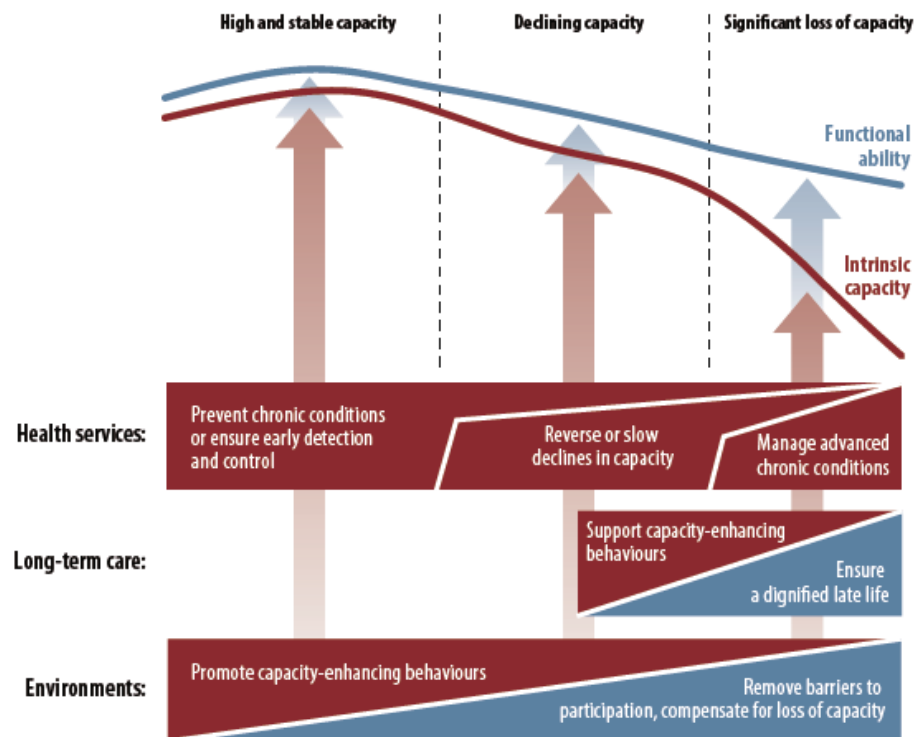 High and stable capacity
Declining capacity
Significant loss of capacity
Functional
ability
Intrinsic
capacity
Health services:
Prevent chronic conditions
or ensure early detection
and control
Reverse or slow
declines in capacity
Manage advanced
chronic conditions
Long-term care:
Support capacity-enhancing
behaviours
Ensure
a dignified late life
Environments:
Promote capacity-enhancing behaviours
Remove barriers to
participation, compensate for loss of capacity